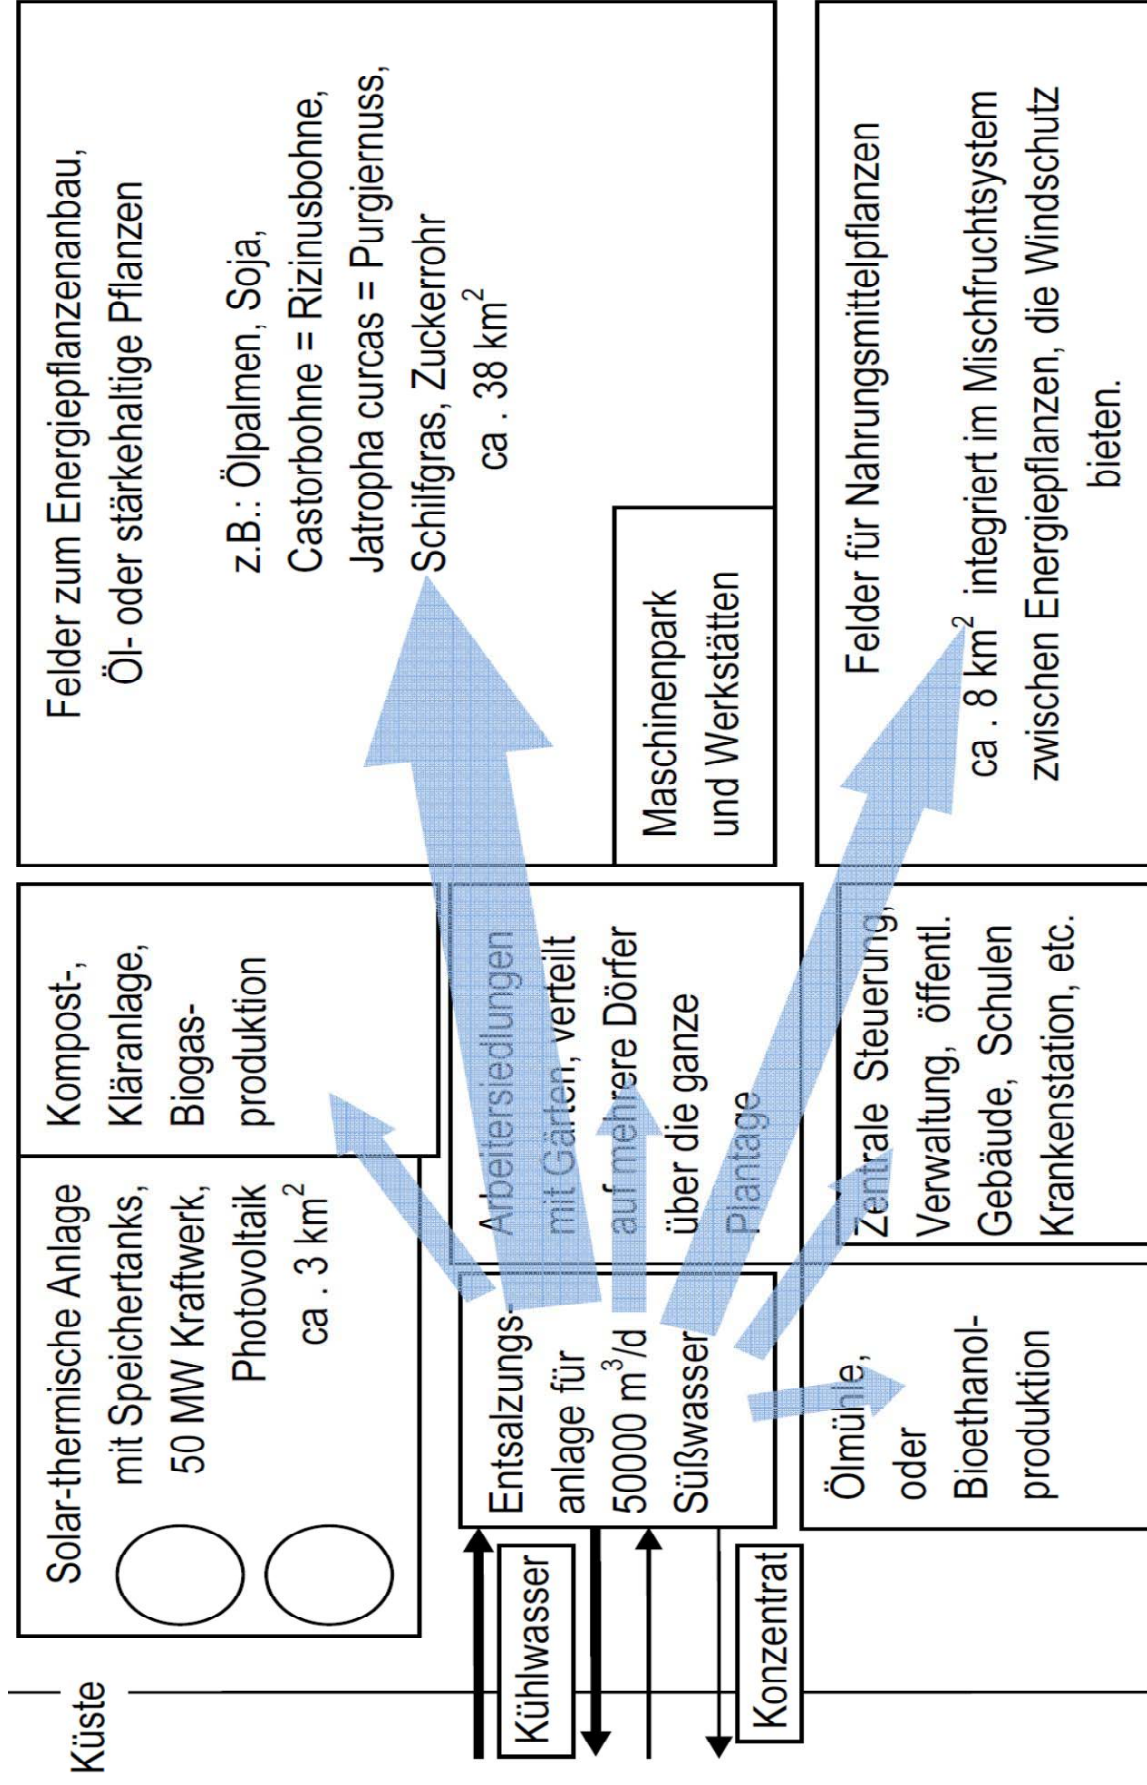 Küste
Solar-thermische Anlage
mit Speichertanks,
50 MW Kraftwerk,
Photovoltaik
ca . 3 km²
Kompost-,
Kläranlage,
Biogas-
produktion
Felder zum Energiepflanzenanbau,
Öl- oder stärkehaltige Pflanzen
z.B.: Ölpalmen, Soja,
Castorbohne = Rizinusbohne,
Jatropha curcas = Purgiernuss,
Schilfgras, Zuckerrohr
ca . 38 km²
Maschinenpark
und Werkstätten
Kühlwasser
Konzentrat
Entsalzungs-
anlage für
50000 m³/d
Süßwasser
Arbeitersiedlungen
mit Gärten, verteilt
auf mehrere Dörfer
über die ganze
Plantage
Ölmühle,
oder
Bioethanol-
produktion
Zentrale Steuerung,
Verwaltung, öffentl.
Gebäude, Schulen
Krankenstation, etc.
Felder für Nahrungsmittelpflanzen
ca . 8 km² integriert im Mischfruchtsystem
zwischen Energiepflanzen, die Windschutz
bieten.